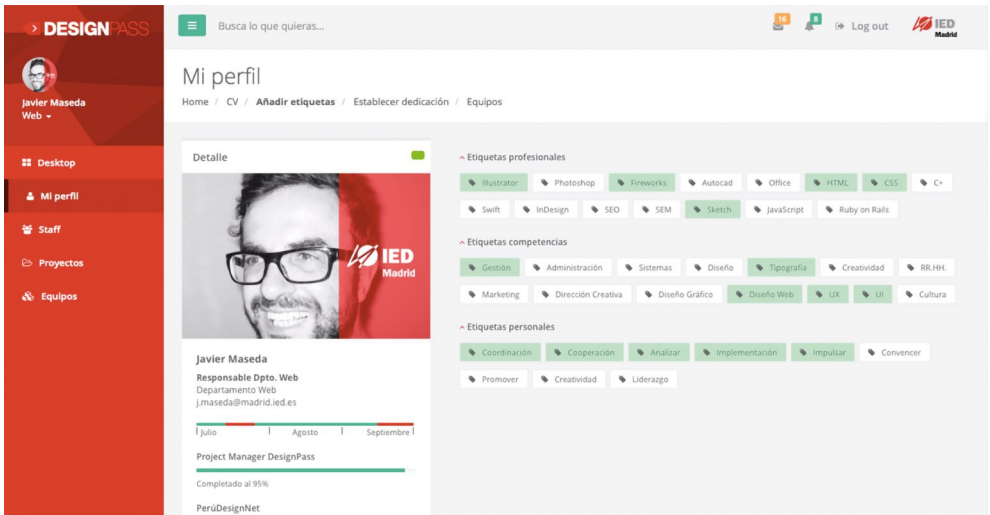 DESIGNPASS
Busca lo que quieras...
16
8
Log out
IED
Madrid
Javier Maseda
Web
Mi perfil
Home / CV / Añadir etiquetas / Establecer dedicación / Equipos
Desktop
Mi perfil
Staff
Proyectos
Equipos
Detalle
IED
Madrid
Javier Maseda
Responsable Dpto. Web
Departamento Web
j.maseda@madrid.ied.es
Julio Agosto Septiembre
Project Manager DesignPass
Completado al 95%
PerúDesignNet
Etiquetas profesionales
Illustrator Photoshop Fireworks Autocad Office HTML CSS C+
Swift InDesign SEO SEM Sketch JavaScript Ruby on Rails
Etiquetas competencias
Gestión Administración Sistemas Diseño Tipografía Creatividad RR.HH.
Marketing Dirección Creativa Diseño Gráfico Diseño Web UX UI Cultura
Etiquetas personales
Coordinación Cooperación Analizar Implementación Impulsar Convencer
Promover Creatividad Liderazgo